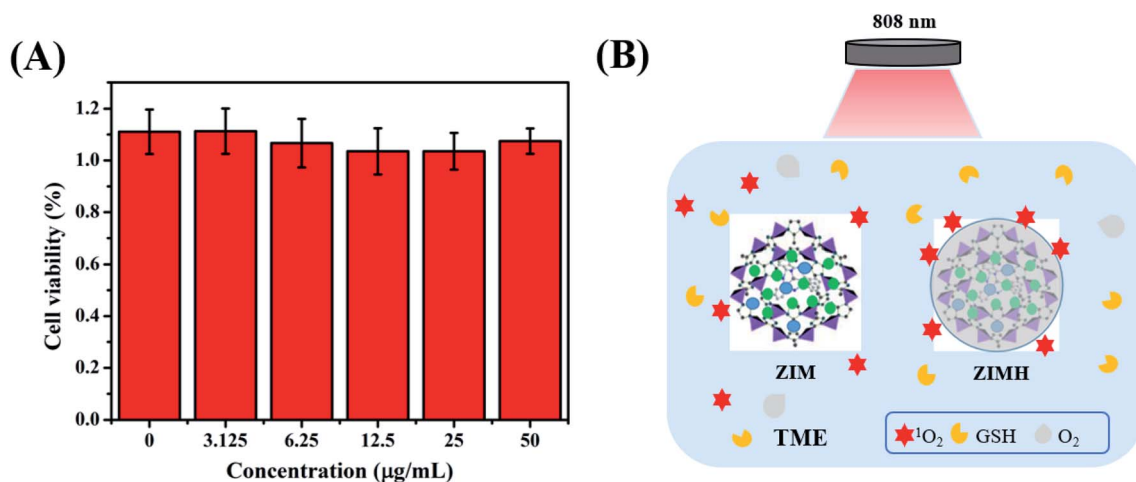 (A)
Cell viability (%)
1.2
1.0
0.8
0.6
0.4
0.2
0.0
0 3.125 6.25 12.5 25 50
Concentration (μg/mL)
(B)
808 nm
ZIM ZIMH
TME
¹O₂ GSH O₂